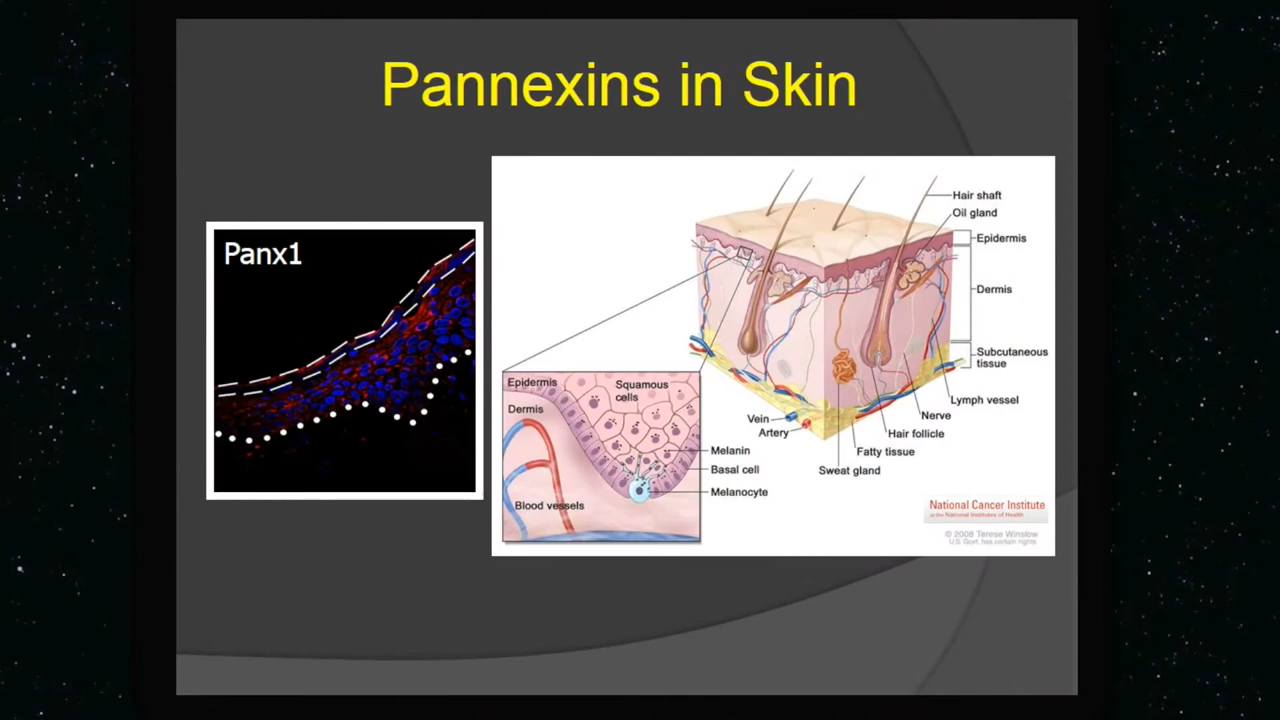 Pannexins in Skin
Panx1
Hair shaft
Oil gland
Epidermis
Dermis
Subcutaneous
tissue
Lymph vessel
Nerve
Hair follicle
Fatty tissue
Sweat gland
Vein
Artery
Epidermis
Squamous
cells
Dermis
Melanin
Basal cell
Melanocyte
Blood vessels
National Cancer Institute
at the National Institutes of Health
© 2008 Terese Winslow
U.S. Govt. has certain rights